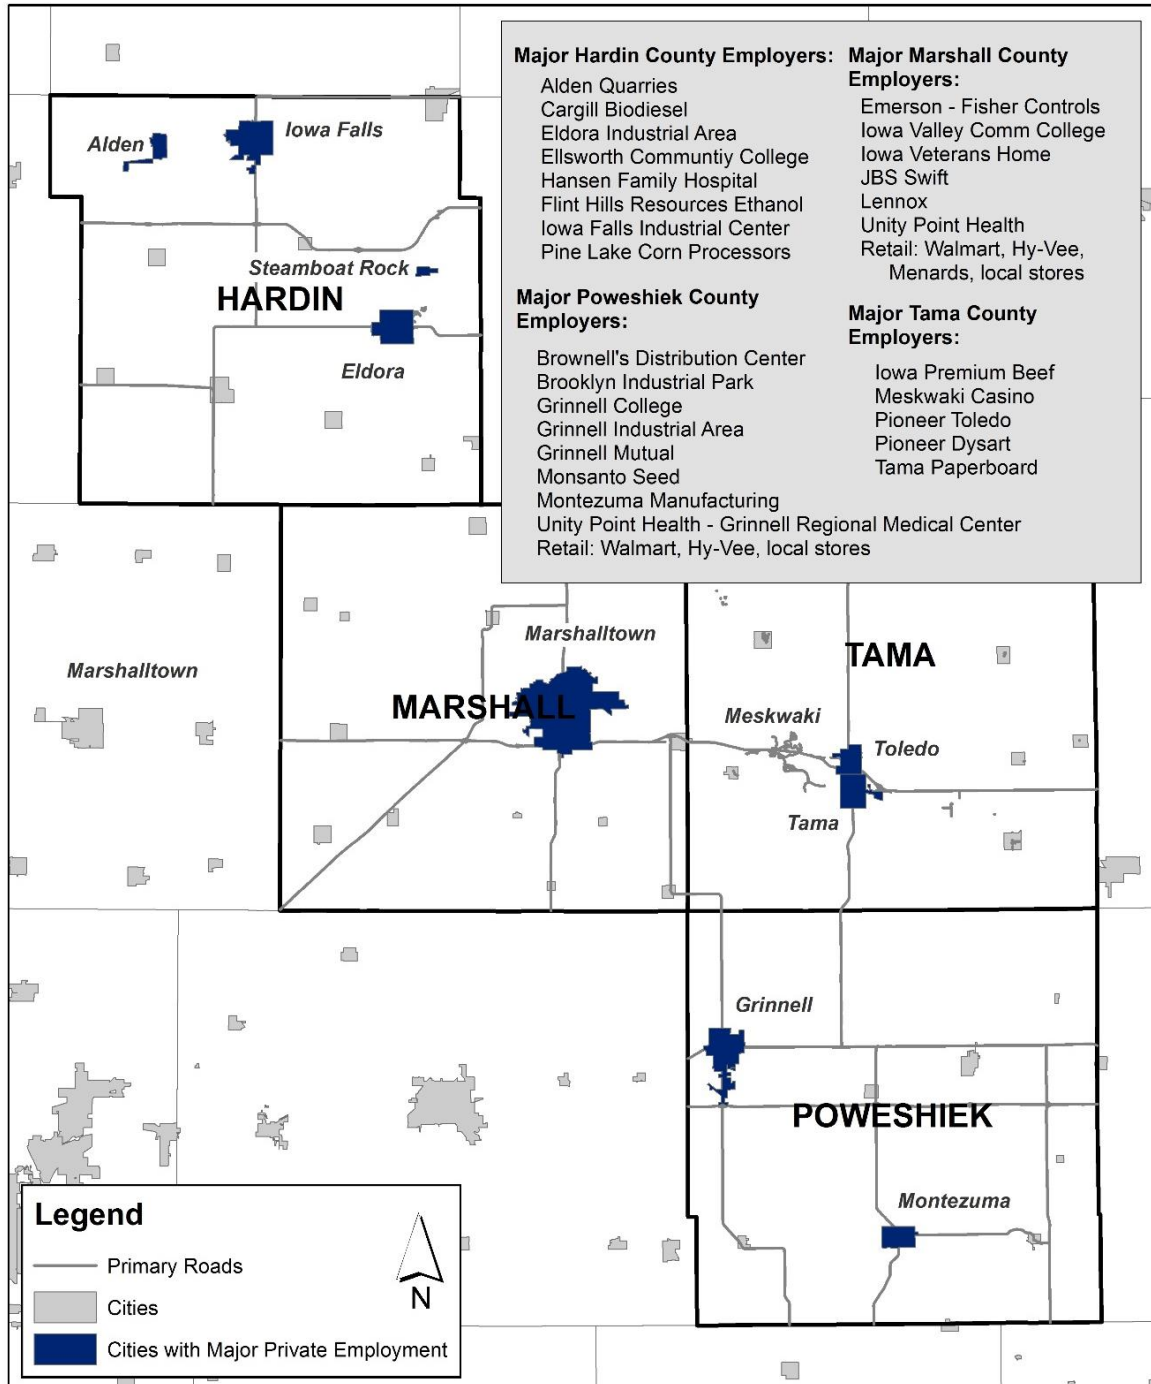 Major Hardin County Employers:
Alden Quarries
Cargill Biodiesel
Eldora Industrial Area
Ellsworth Communtiy College
Hansen Family Hospital
Flint Hills Resources Ethanol
Iowa Falls Industrial Center
Pine Lake Corn Processors
Major Marshall County
Employers:
Emerson - Fisher Controls
Iowa Valley Comm College
Iowa Veterans Home
JBS Swift
Lennox
Unity Point Health
Retail: Walmart, Hy-Vee,
Menards, local stores
Major Poweshiek County
Employers:
Brownell's Distribution Center
Brooklyn Industrial Park
Grinnell College
Grinnell Industrial Area
Grinnell Mutual
Monsanto Seed
Montezuma Manufacturing
Unity Point Health - Grinnell Regional Medical Center
Retail: Walmart, Hy-Vee, local stores
Major Tama County
Employers:
Iowa Premium Beef
Meskwaki Casino
Pioneer Toledo
Pioneer Dysart
Tama Paperboard
Alden
Iowa Falls
Steamboat Rock
HARDIN
Eldora
Marshalltown
Marshalltown
MARSHALL
TAMA
Meskwaki
Toledo
Tama
Grinnell
POWESHIEK
Montezuma
Legend
Primary Roads
Cities
Cities with Major Private Employment
N